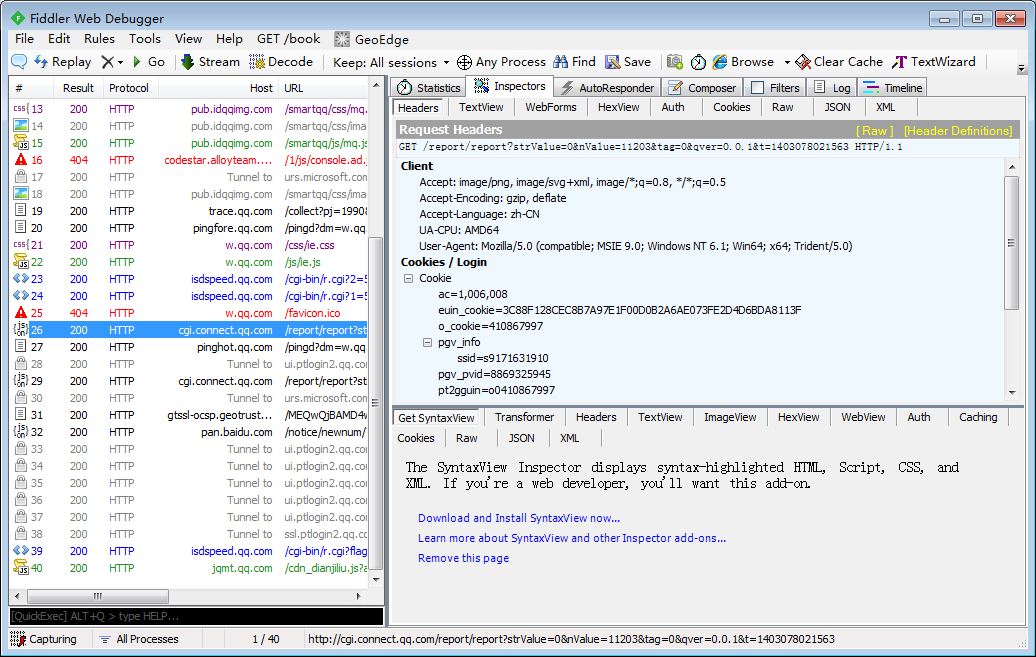 Fiddler Web Debugger
File Edit Rules Tools View Help GET /book GeoEdge
Replay Go Stream Decode Keep: All sessions Any Process Find Save Browse Clear Cache TextWizard
# Result Protocol Host URL
13 200 HTTP pub.idqqimg.com /smartqq/css/mq.
14 200 HTTP pub.idqqimg.com /smartqq/css/ima
15 200 HTTP pub.idqqimg.com /smartqq/js/mq.js
16 404 HTTP codestar.alloyteam.... /1/js/console.ad.
17 200 HTTP Tunnel to urs.microsoft.com
18 200 HTTP pub.idqqimg.com /smartqq/css/ima
19 200 HTTP trace.qq.com /collect?pj=1990
20 200 HTTP pingfore.qq.com /pingd?dm=w.qq
21 200 HTTP w.qq.com /css/ie.css
22 200 HTTP w.qq.com /js/ie.js
23 200 HTTP isdspeed.qq.com /cgi-bin/r.cgi?2=5
24 200 HTTP isdspeed.qq.com /cgi-bin/r.cgi?1=5
25 404 HTTP w.qq.com /favicon.ico
26 200 HTTP cgi.connect.qq.com /report/report?st
27 200 HTTP pinghot.qq.com /pingd?dm=w.qq
28 200 HTTP Tunnel to ui.ptlogin2.qq.co
29 200 HTTP cgi.connect.qq.com /report/report?st
30 200 HTTP Tunnel to ui.ptlogin2.qq.co
31 200 HTTP gtssl-ocsp.geotrust... /MEQwQjBAMD4w
32 200 HTTP pan.baidu.com /notice/newnum/
33 200 HTTP Tunnel to ui.ptlogin2.qq.co
34 200 HTTP Tunnel to ui.ptlogin2.qq.co
35 200 HTTP Tunnel to ui.ptlogin2.qq.co
36 200 HTTP Tunnel to ui.ptlogin2.qq.co
37 200 HTTP Tunnel to ui.ptlogin2.qq.co
38 200 HTTP Tunnel to ssl.ptlogin2.qq.co
39 200 HTTP isdspeed.qq.com /cgi-bin/r.cgi?flag
40 200 HTTP jqmt.qq.com /cdn_dianjiliu.js?a
[QuickExec] ALT+Q > type HELP...
Statistics Inspectors AutoResponder Composer Filters Log Timeline
Headers TextView WebForms HexView Auth Cookies Raw JSON XML
Request Headers [ Raw ] [Header Definitions]
GET /report/report?strValue=0&nValue=11203&tag=0&qver=0.0.1&t=1403078021563 HTTP/1.1
Client
Accept: image/png, image/svg+xml, image/*;q=0.8, */*;q=0.5
Accept-Encoding: gzip, deflate
Accept-Language: zh-CN
UA-CPU: AMD64
User-Agent: Mozilla/5.0 (compatible; MSIE 9.0; Windows NT 6.1; Win64; x64; Trident/5.0)
Cookies / Login
Cookie
ac=1,006,008
euin_cookie=3C88F128CEC8B7A97E1F00D0B2A6AE073FE2D4D6BDA8113F
o_cookie=410867997
pgv_info
ssid=s9171631910
pgv_pvid=8869325945
pt2gguin=o0410867997
Get SyntaxView Transformer Headers TextView ImageView HexView WebView Auth Caching
Cookies Raw JSON XML
The SyntaxView Inspector displays syntax-highlighted HTML, Script, CSS, and
XML. If you're a web developer, you'll want this add-on.
Download and Install SyntaxView now...
Learn more about SyntaxView and other Inspector add-ons...
Remove this page
Capturing All Processes 1 / 40 http://cgi.connect.qq.com/report/report?strValue=0&nValue=11203&tag=0&qver=0.0.1&t=1403078021563